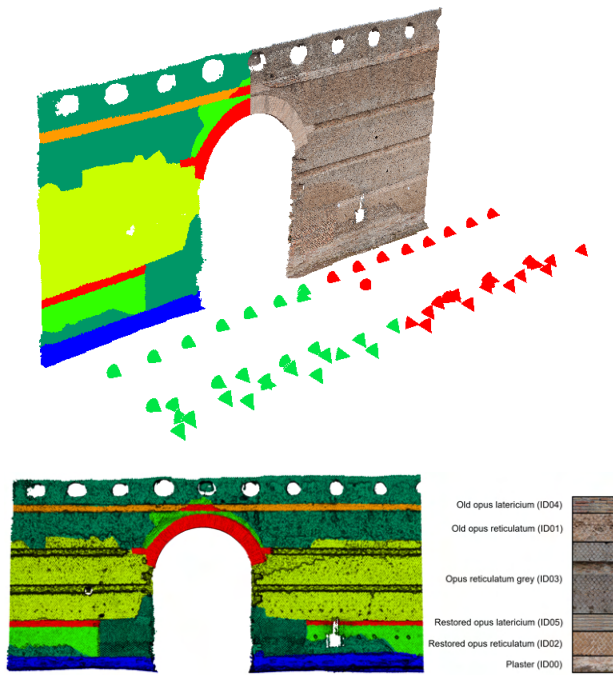 Old opus latericium (ID04)
Old opus reticulatum (ID01)
Opus reticulatum grey (ID03)
Restored opus latericium (ID05)
Restored opus reticulatum (ID02)
Plaster (ID00)